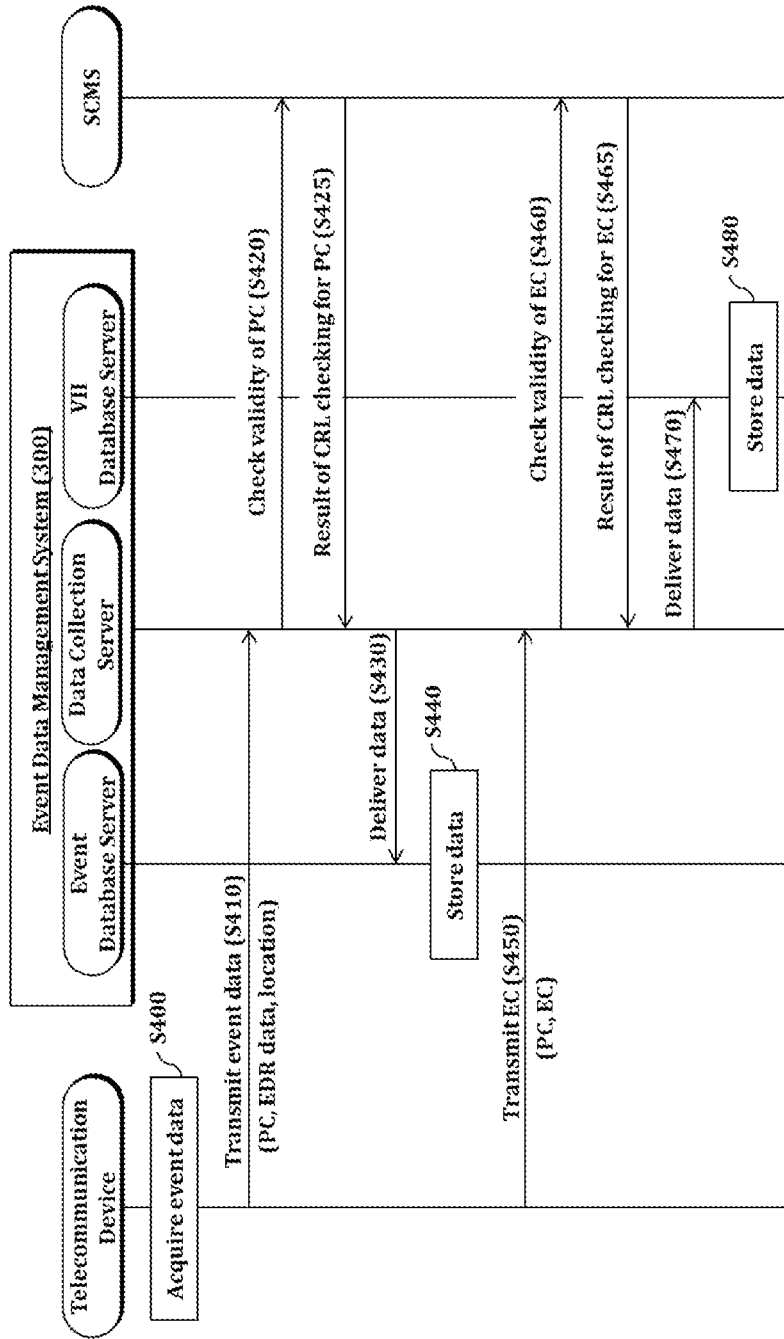 Event Data Management System (300)
Telecommunication
Device
Event
Database Server
Data Collection
Server
VII
Database Server
SCMS
Acquire event data
S400
Transmit event data (S410)
{PC, EDR data, location}
Check validity of PC (S420)
Result of CRL checking for PC (S425)
Deliver data (S430)
S440
Store data
Transmit EC (S450)
{PC, EC}
Check validity of EC (S460)
Result of CRL checking for EC (S465)
Deliver data (S470)
S480
Store data